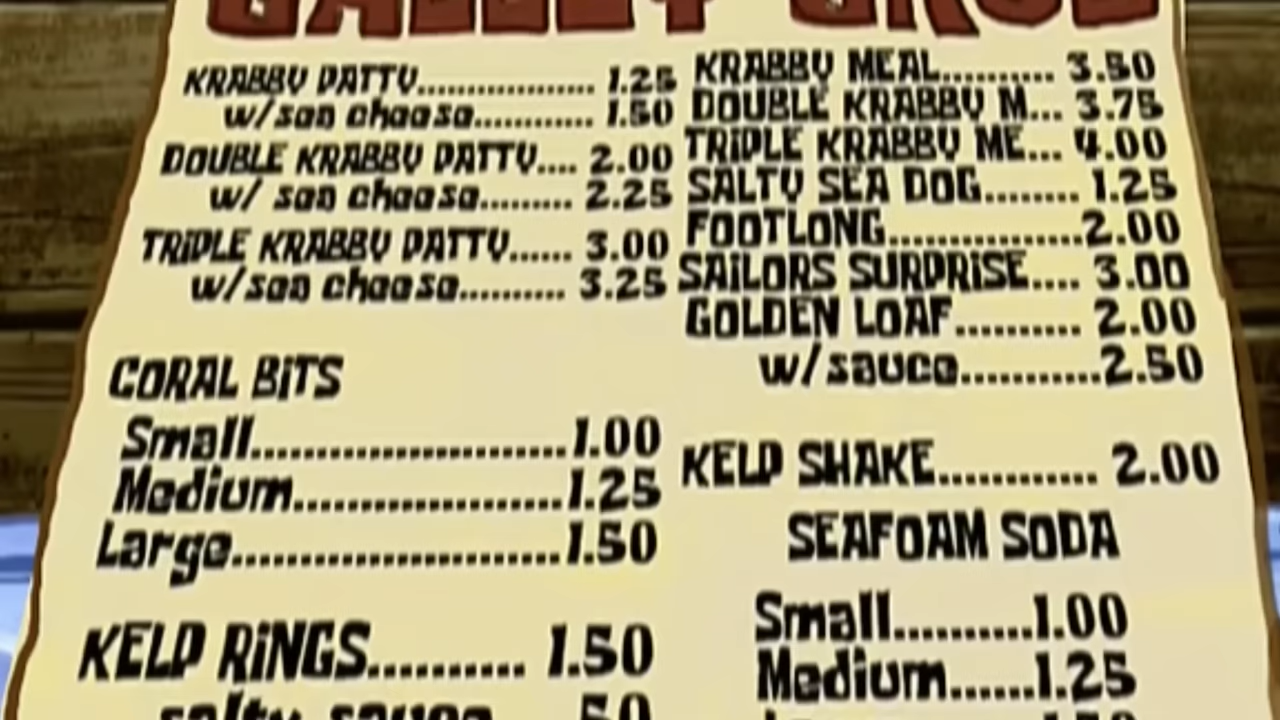 GALLEY GRUB
KRABBY PATTY.................. 1.25
w/sea cheese............ 1.50
DOUBLE KRABBY PATTY.... 2.00
w/ sea cheese......... 2.25
TRIPLE KRABBY PATTY...... 3.00
w/sea cheese.......... 3.25
CORAL BITS
Small............................1.00
Medium........................1.25
Large.............................1.50
KELP RINGS.......... 1.50
salty sauce .50
KRABBY MEAL.......... 3.50
DOUBLE KRABBY M... 3.75
TRIPLE KRABBY ME... 4.00
SALTY SEA DOG........ 1.25
FOOTLONG.................2.00
SAILORS SURPRISE.... 3.00
GOLDEN LOAF.......... 2.00
w/sauce............2.50
KELP SHAKE............ 2.00
SEAFOAM SODA
Small............1.00
Medium......1.25